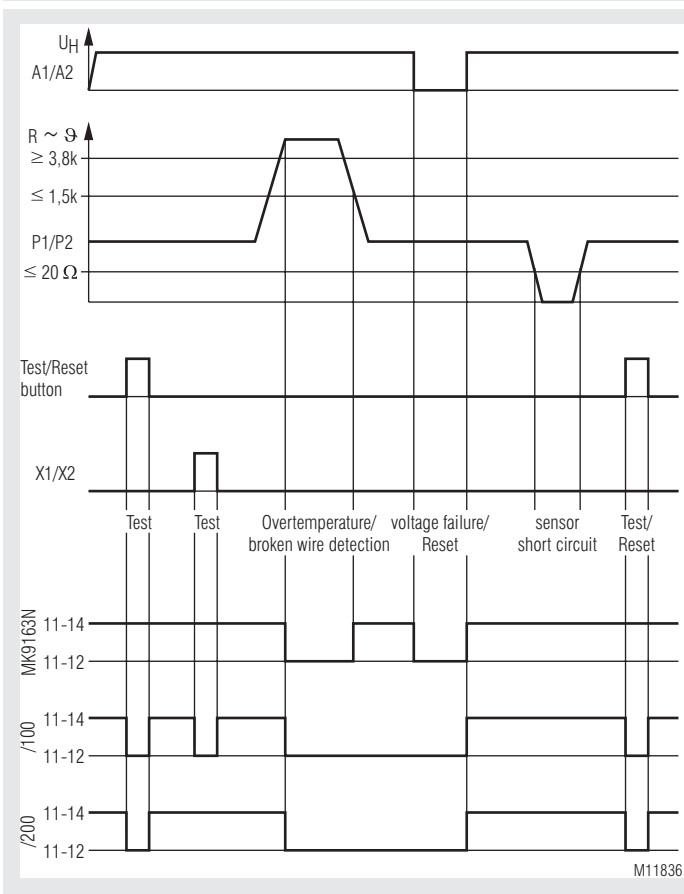 UH
A1/A2
R ~ ϑ
≥ 3,8k
≤ 1,5k
P1/P2
≤ 20 Ω
Test/Reset
button
X1/X2
Test
Test
Overtemperature/
broken wire detection
voltage failure/
Reset
sensor
short circuit
Test/
Reset
MK9163N
11-14
11-12
/100
11-14
11-12
/200
11-14
11-12
M11836